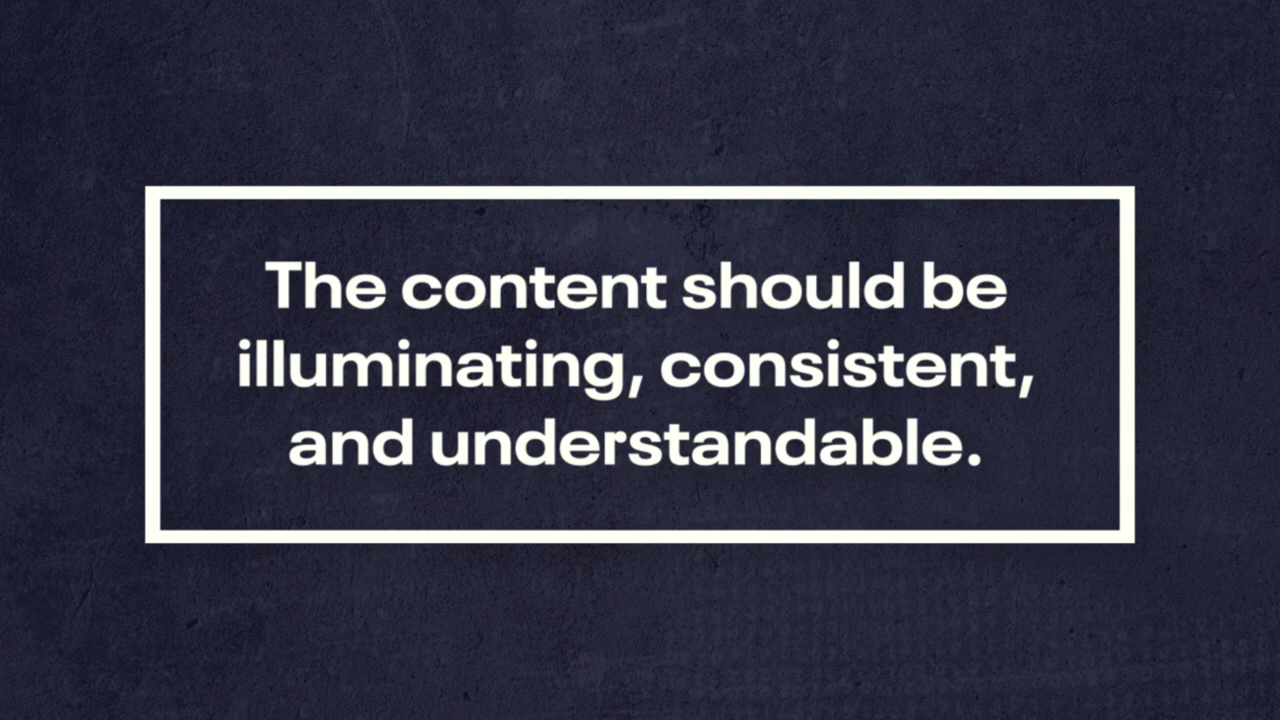 The content should be
illuminating, consistent,
and understandable.